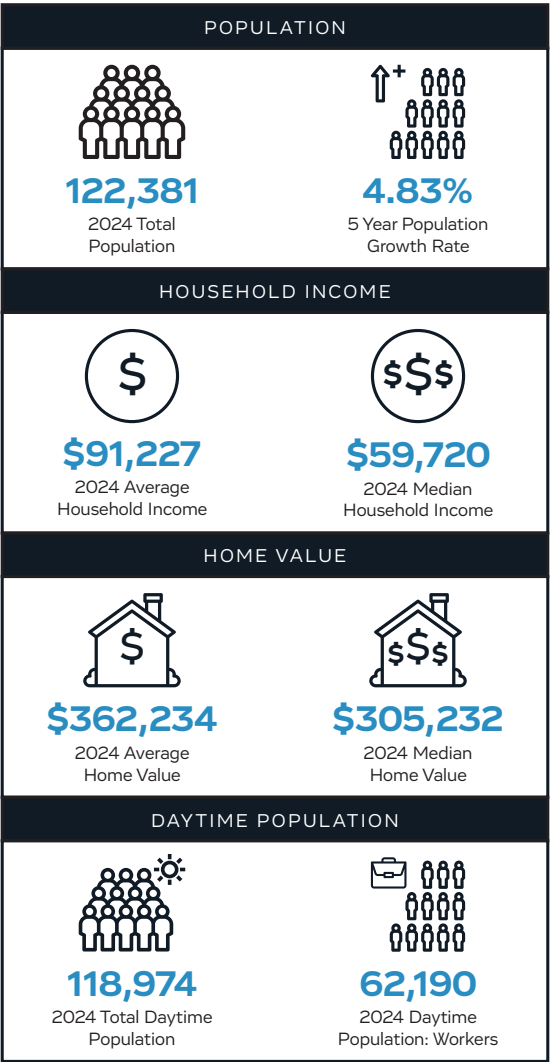 POPULATION
122,381
2024 Total
Population
4.83%
5 Year Population
Growth Rate
HOUSEHOLD INCOME
$
$91,227
2024 Average
Household Income
$$$
$59,720
2024 Median
Household Income
HOME VALUE
$
$362,234
2024 Average
Home Value
$$$
$305,232
2024 Median
Home Value
DAYTIME POPULATION
118,974
2024 Total Daytime
Population
62,190
2024 Daytime
Population: Workers